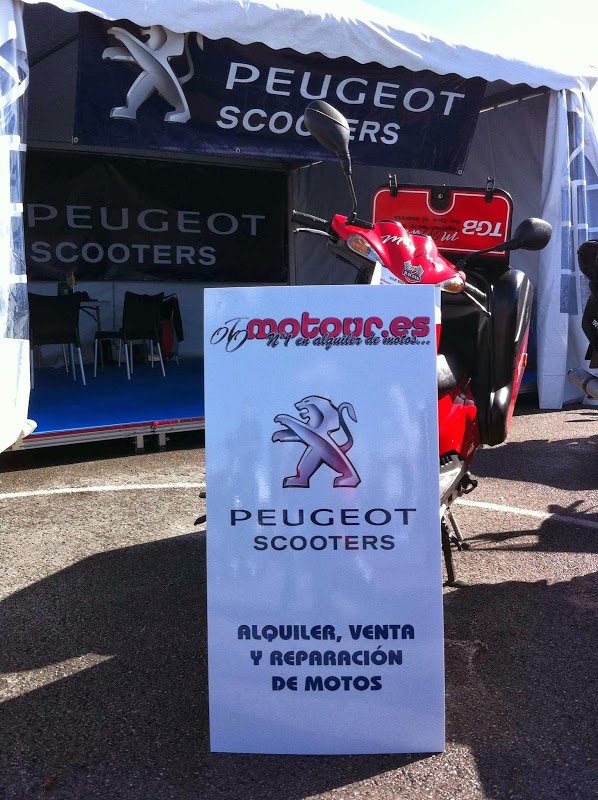 PEUGEOT
SCOOTERS
PEUGEOT
SCOOTERS
TGB
motour.es
Nº1 en alquiler de motos...
PEUGEOT
SCOOTERS
ALQUILER, VENTA
Y REPARACIÓN
DE MOTOS